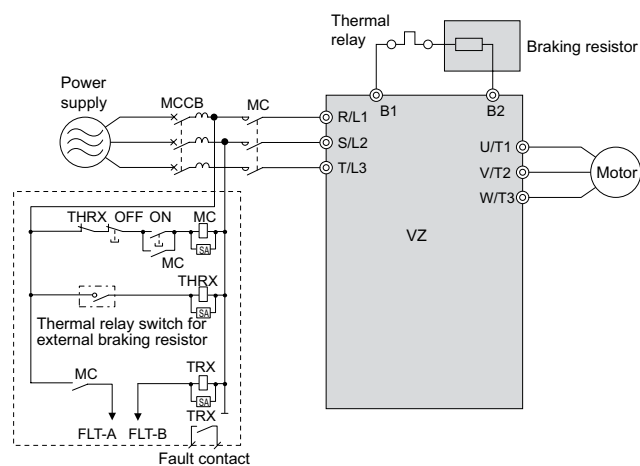 Thermal
relay
Braking resistor
Power
supply
MCCB
MC
R/L1
B1
B2
S/L2
U/T1
T/L3
V/T2
Motor
W/T3
THRX
OFF
ON
MC
SA
MC
VZ
THRX
SA
Thermal relay switch for
external braking resistor
MC
TRX
SA
TRX
FLT-A
FLT-B
Fault contact